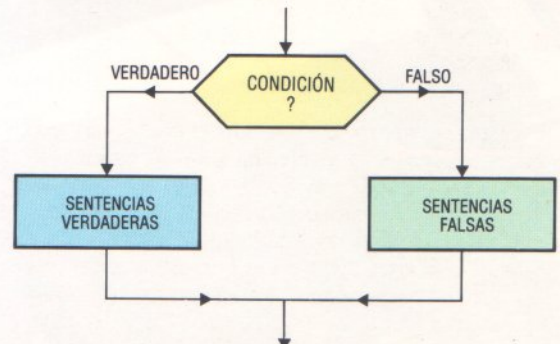 VERDADERO
CONDICIÓN
?
FALSO
SENTENCIAS
VERDADERAS
SENTENCIAS
FALSAS